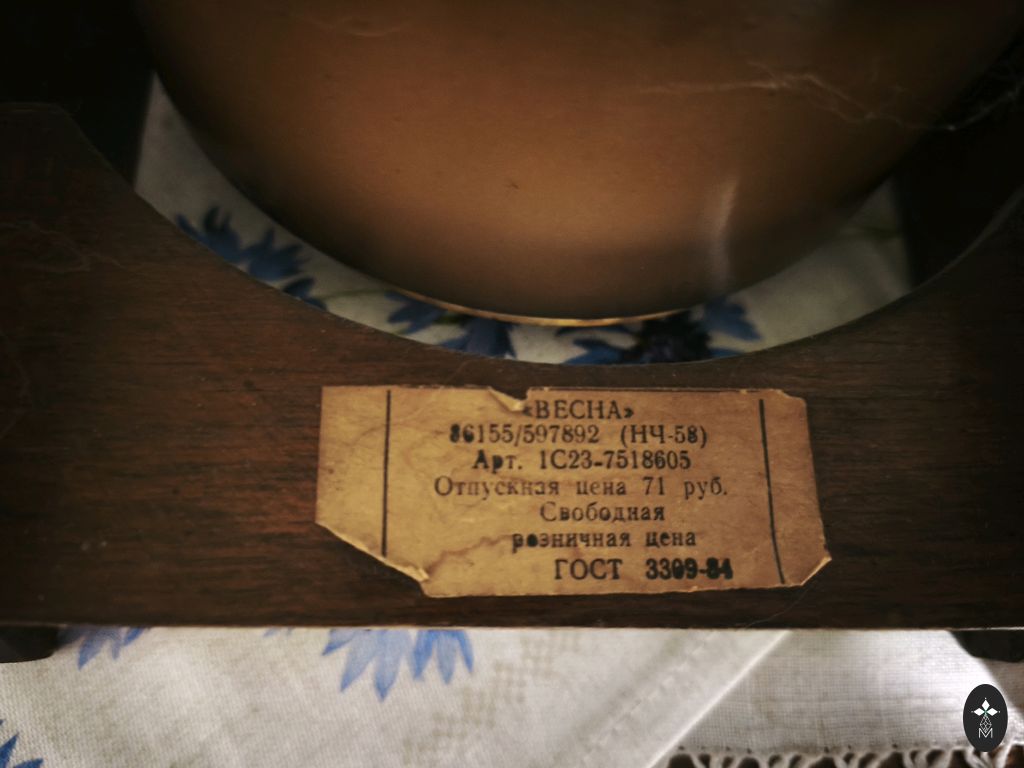 «ВЕСНА»
86155/597892 (НЧ-58)
Арт. 1С23-7518605
Отпускная цена 71 руб.
Свободная
розничная цена
ГОСТ 3309-84
М